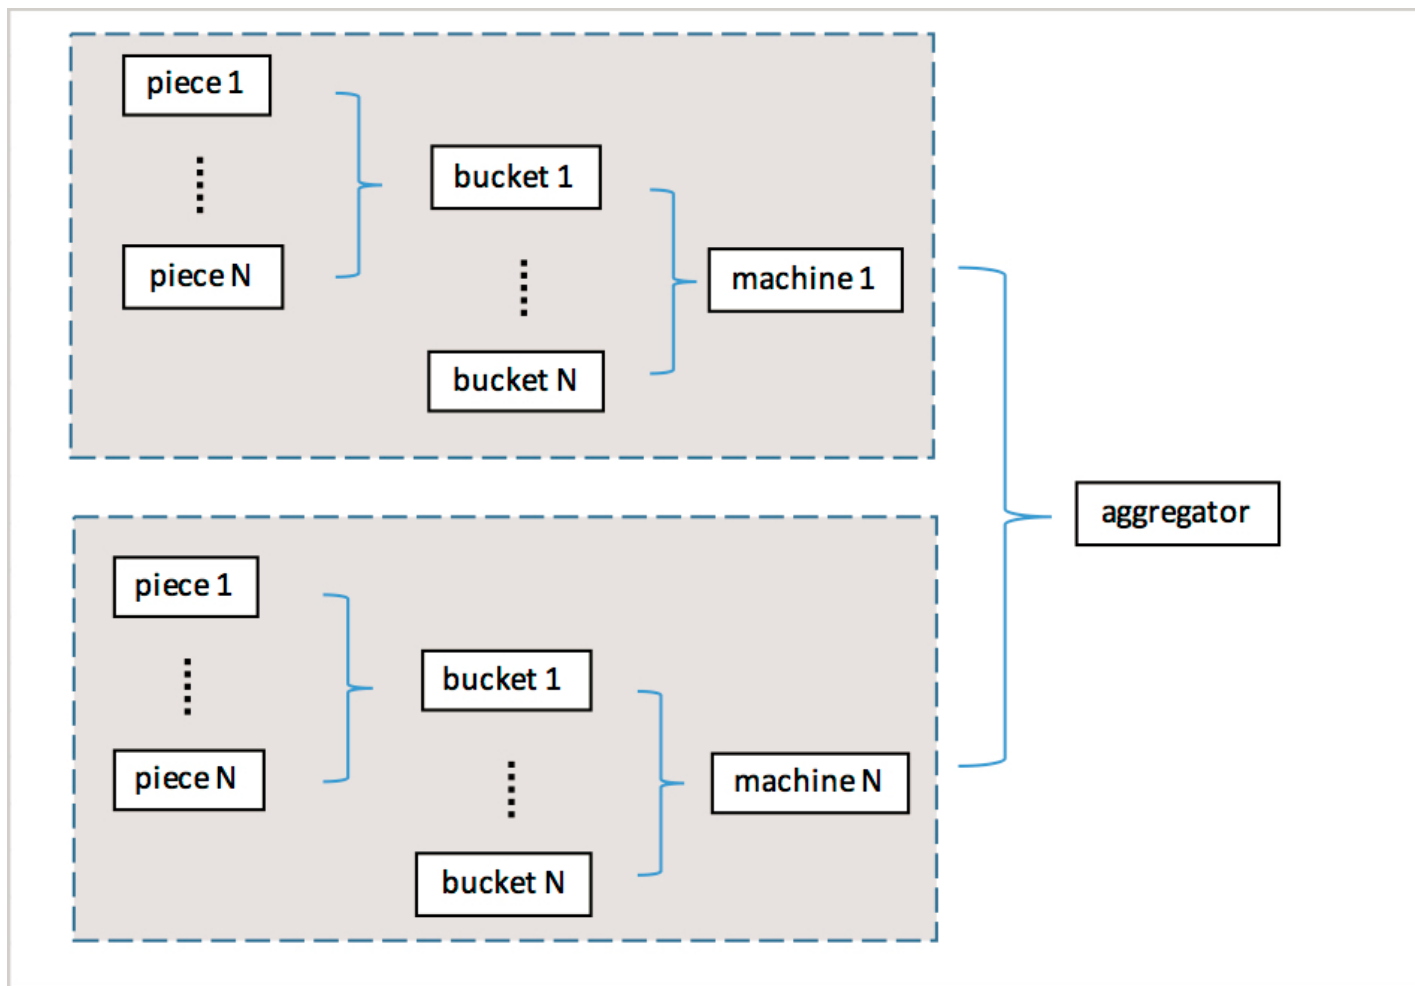 piece 1
piece N
bucket 1
bucket N
machine 1
piece 1
piece N
bucket 1
bucket N
machine N
aggregator